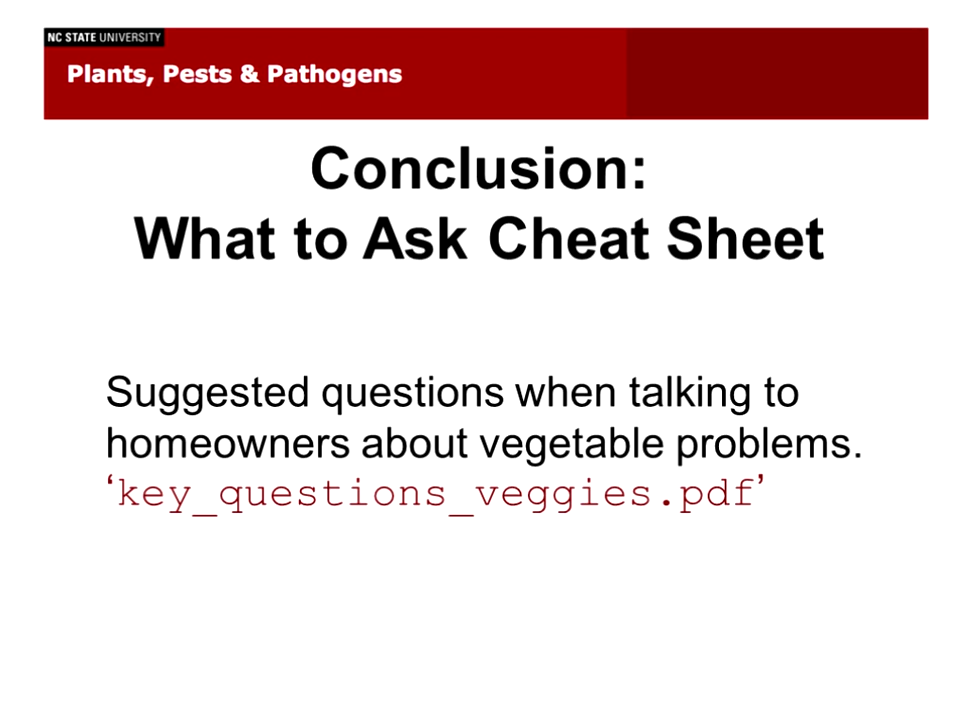 NC STATE UNIVERSITY
Plants, Pests & Pathogens
Conclusion:
What to Ask Cheat Sheet
Suggested questions when talking to
homeowners about vegetable problems.
‘key_questions_veggies.pdf’